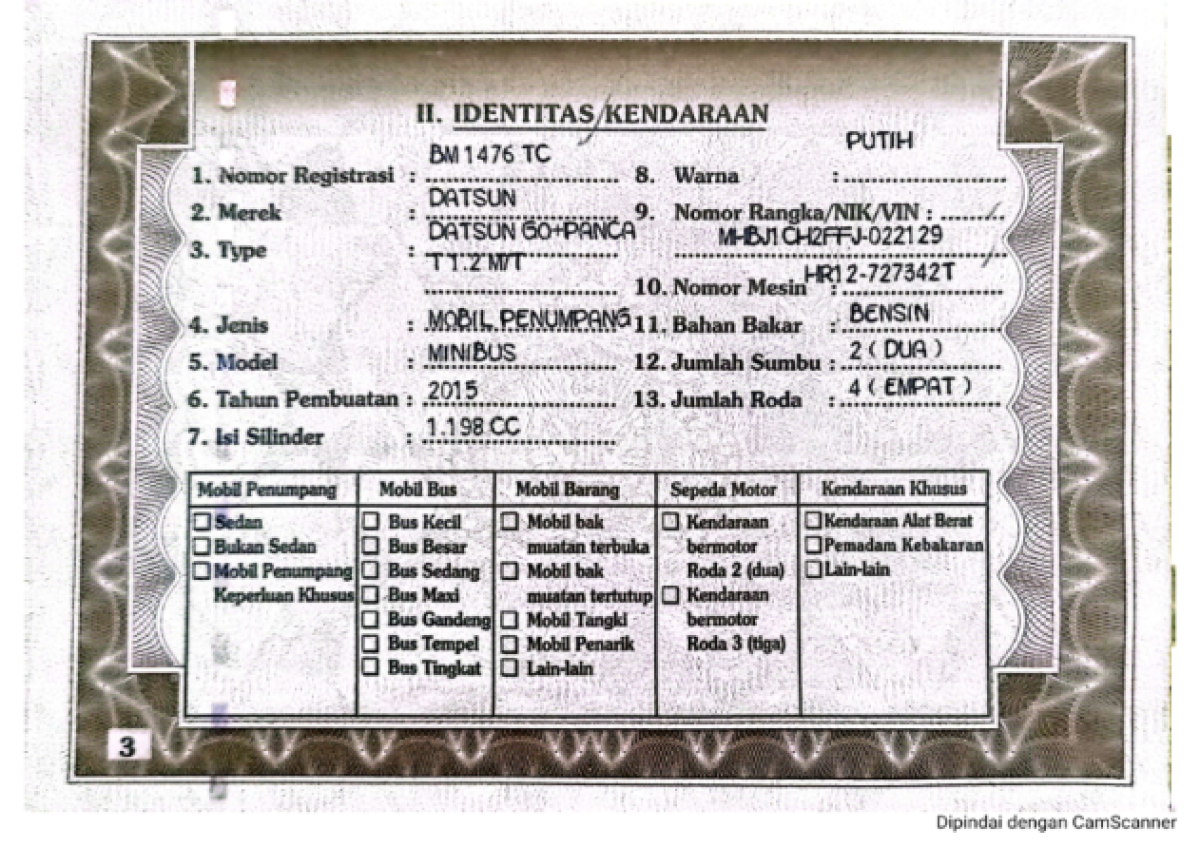 II. IDENTITAS KENDARAAN
1. Nomor Registrasi : BM 1476 TC
2. Merek : DATSUN
3. Type : DATSUN GO+PANCA
T 1.2 M/T
4. Jenis : MOBIL PENUMPANG
5. Model : MINIBUS
6. Tahun Pembuatan : 2015
7. Isi Silinder : 1.198 CC
8. Warna : PUTIH
9. Nomor Rangka/NIK/VIN :
MHBJ1CH2FFJ-022129
10. Nomor Mesin : HR12-727342T
11. Bahan Bakar : BENSIN
12. Jumlah Sumbu : 2 ( DUA )
13. Jumlah Roda : 4 ( EMPAT )
Mobil Penumpang
Sedan
Bukan Sedan
Mobil Penumpang
Keperluan Khusus
Mobil Bus
Bus Kecil
Bus Besar
Bus Sedang
Bus Maxi
Bus Gandeng
Bus Tempel
Bus Tingkat
Mobil Barang
Mobil bak
muatan terbuka
Mobil bak
muatan tertutup
Mobil Tangki
Mobil Penarik
Lain-lain
Sepeda Motor
Kendaraan
bermotor
Roda 2 (dua)
Kendaraan
bermotor
Roda 3 (tiga)
Kendaraan Khusus
Kendaraan Alat Berat
Pemadam Kebakaran
Lain-lain
3
Dipindai dengan CamScanner